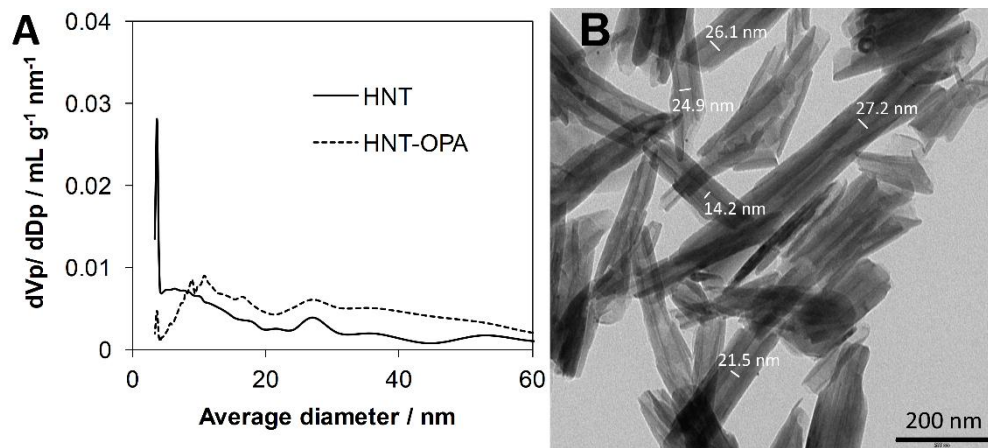 A
0.04
0.03
0.02
0.01
0
dVp/ dDp / mL g⁻¹ nm⁻¹
HNT
HNT-OPA
0 20 40 60
Average diameter / nm
B
26.1 nm
24.9 nm
27.2 nm
14.2 nm
21.5 nm
200 nm